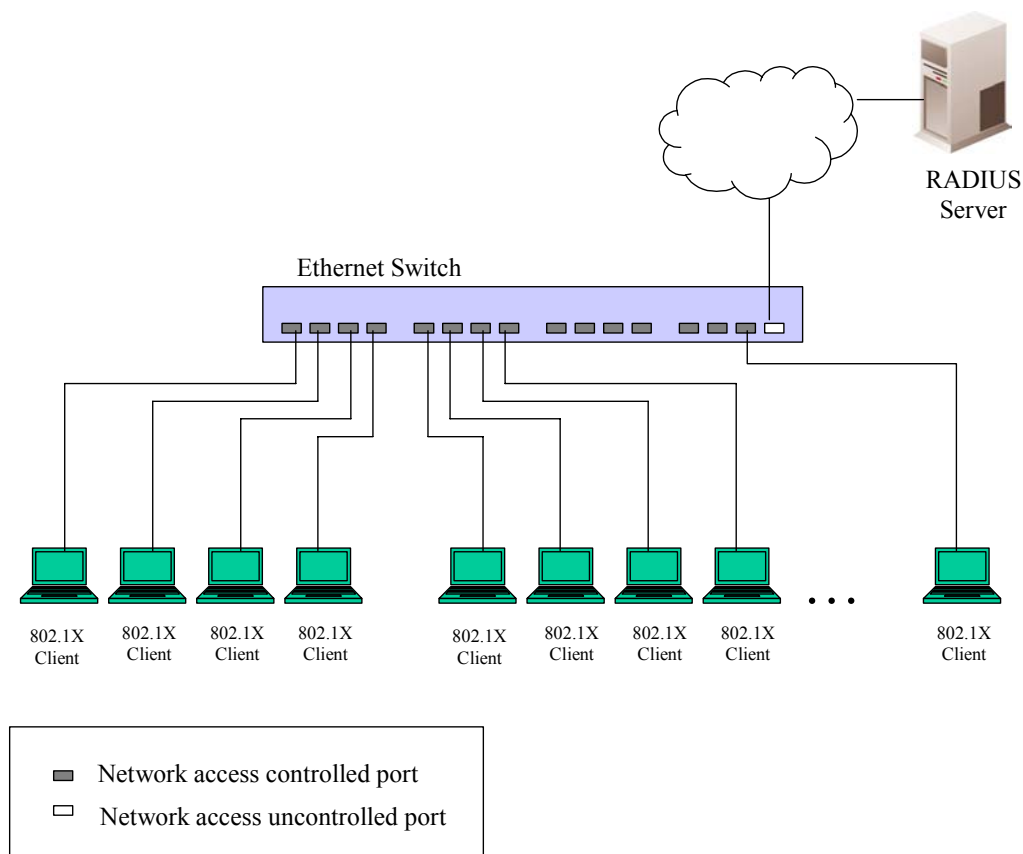 RADIUS
Server
Ethernet Switch
802.1X
Client
802.1X
Client
802.1X
Client
802.1X
Client
802.1X
Client
802.1X
Client
802.1X
Client
802.1X
Client
. . .
802.1X
Client
Network access controlled port
Network access uncontrolled port